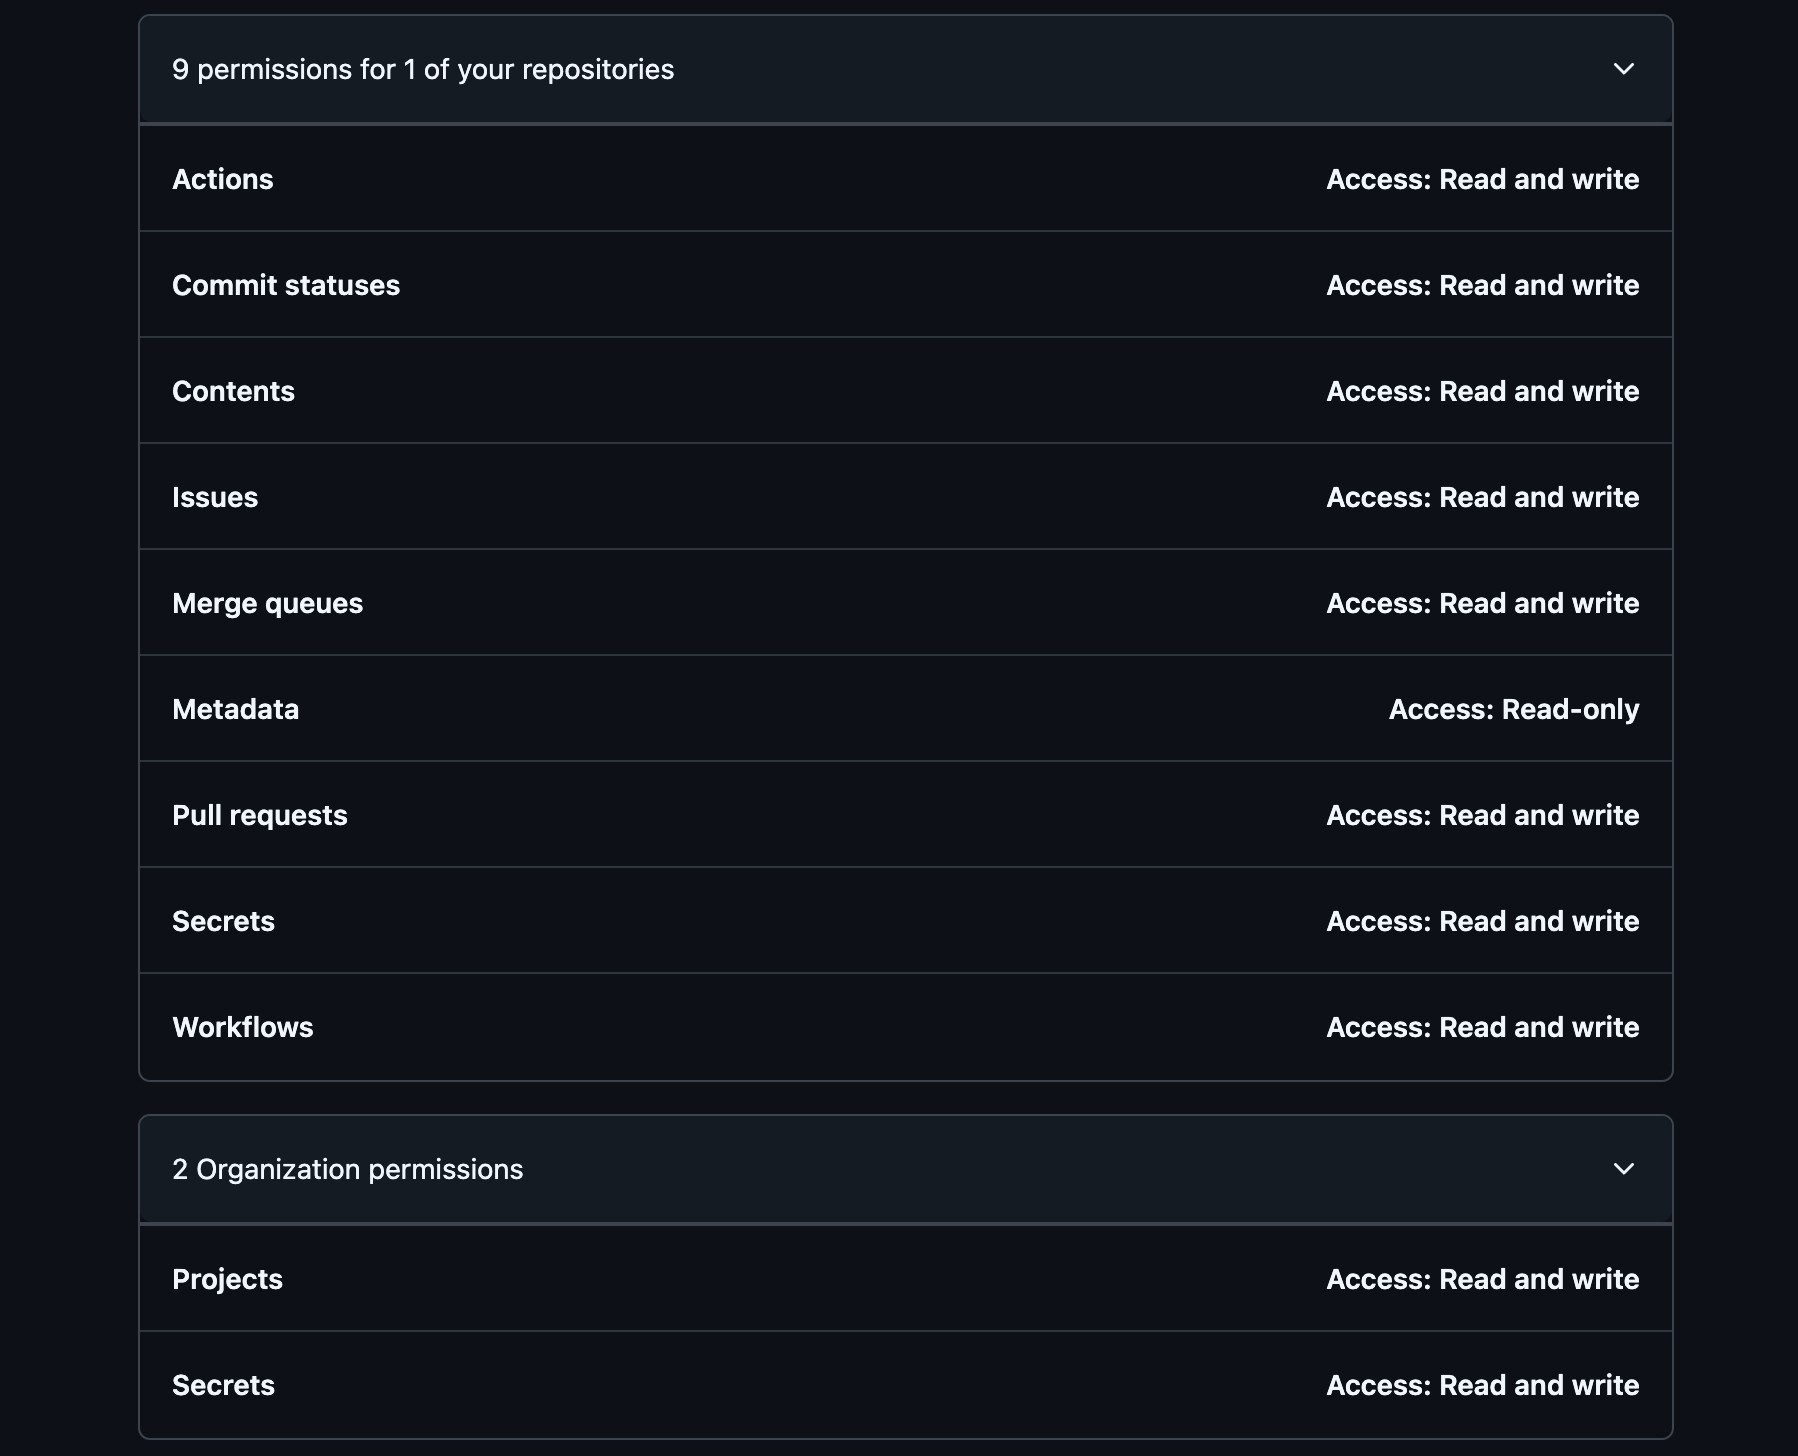 9 permissions for 1 of your repositories
Actions Access: Read and write
Commit statuses Access: Read and write
Contents Access: Read and write
Issues Access: Read and write
Merge queues Access: Read and write
Metadata Access: Read-only
Pull requests Access: Read and write
Secrets Access: Read and write
Workflows Access: Read and write
2 Organization permissions
Projects Access: Read and write
Secrets Access: Read and write